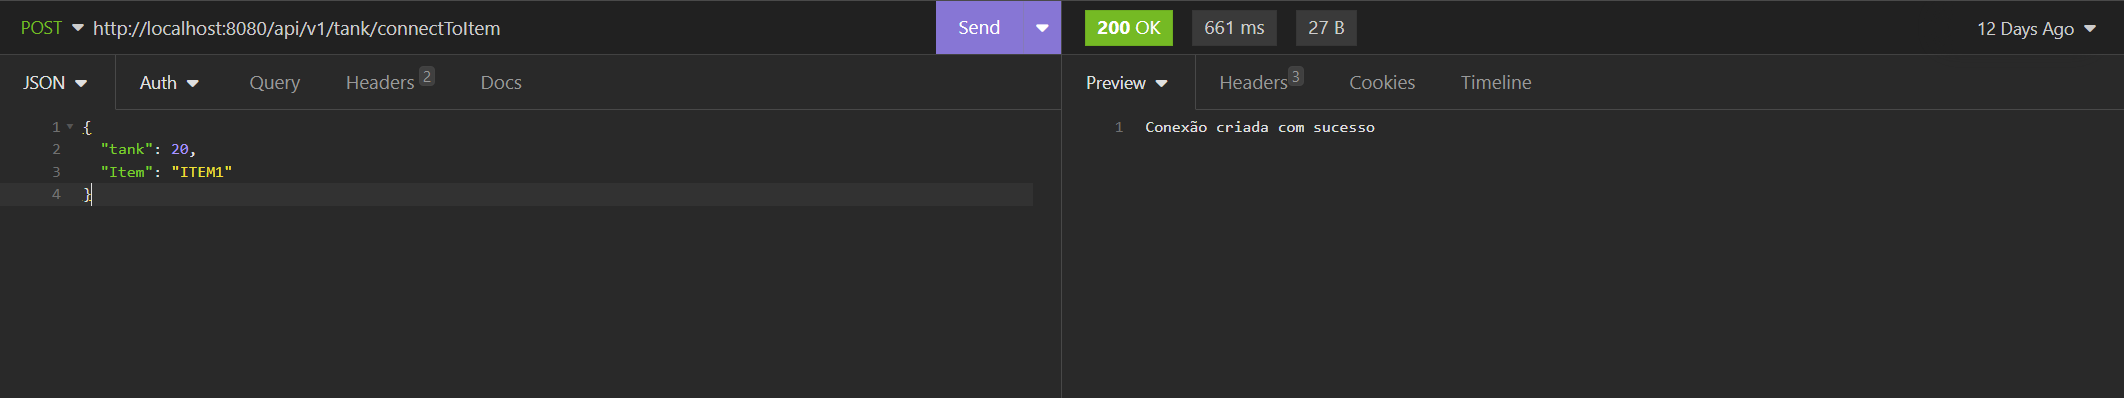 POST http://localhost:8080/api/v1/tank/connectToItem Send 200 OK 661 ms 27 B 12 Days Ago
JSON Auth Query Headers 2 Docs Preview Headers 3 Cookies Timeline
1 {
2 "tank": 20,
3 "Item": "ITEM1"
4 }
1 Conexão criada com sucesso